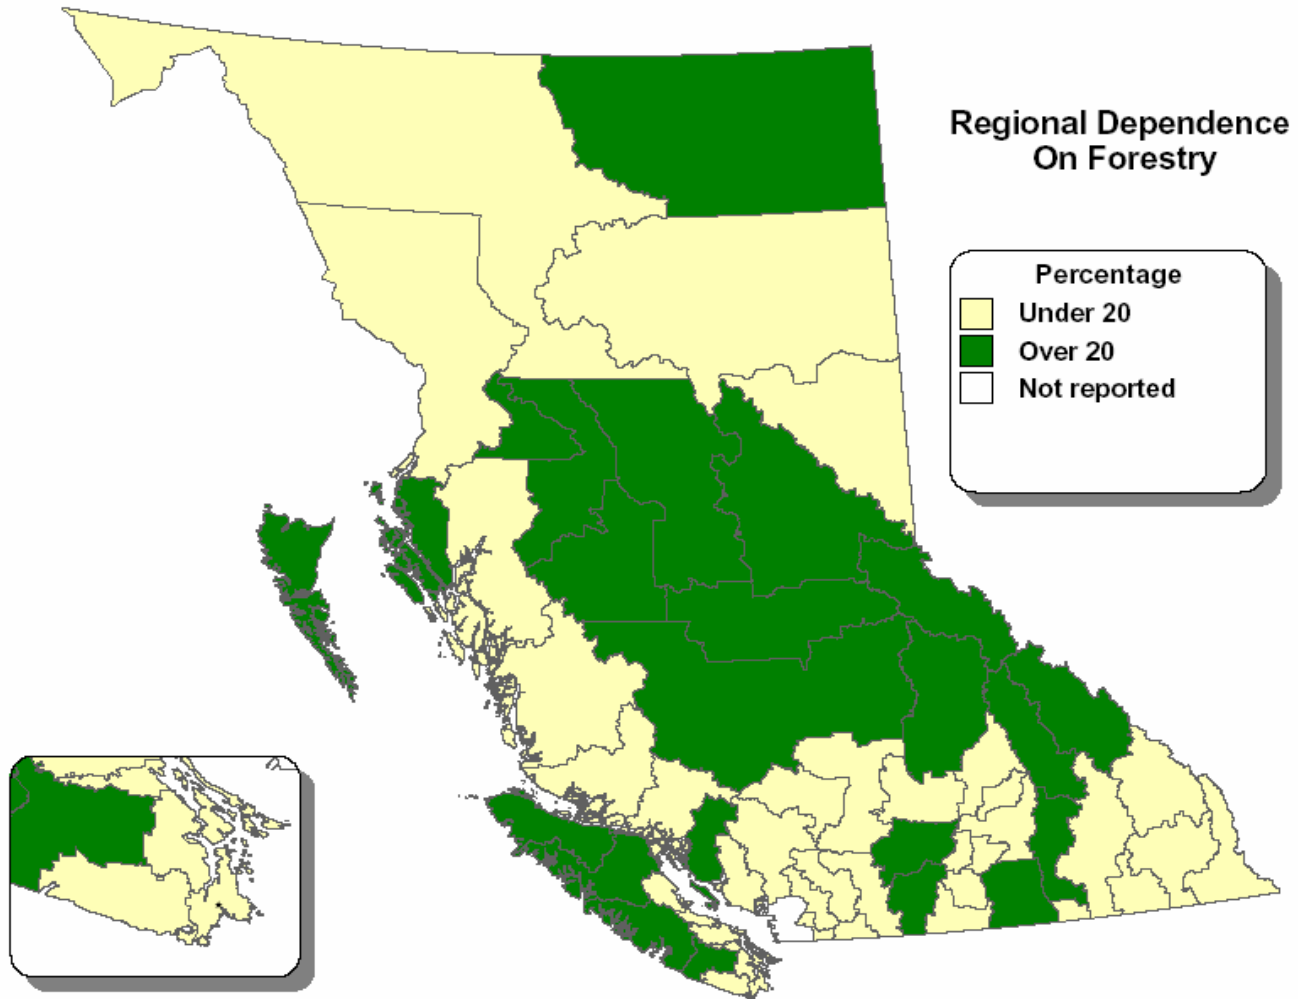 Regional Dependence
On Forestry
Percentage
Under 20
Over 20
Not reported